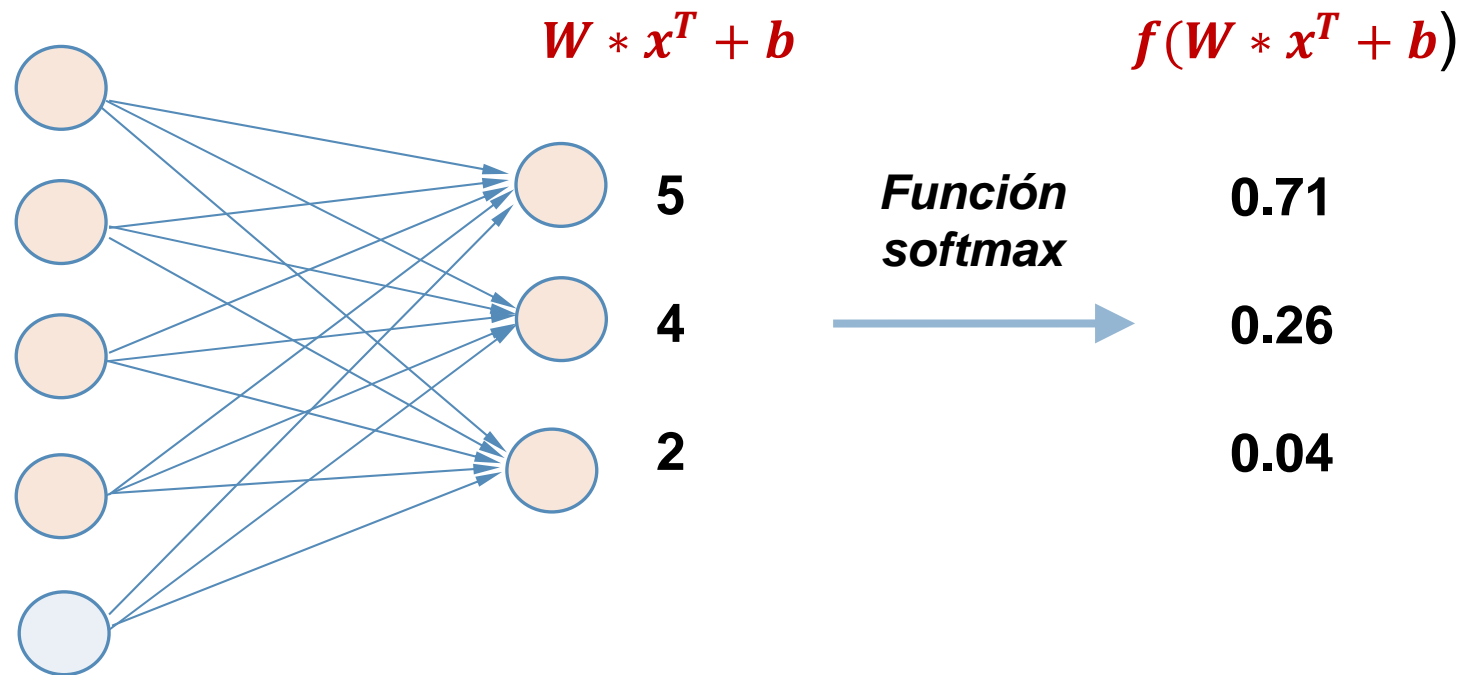 W * x^T + b
f(W * x^T + b)
5
Función
softmax
0.71
4
0.26
2
0.04